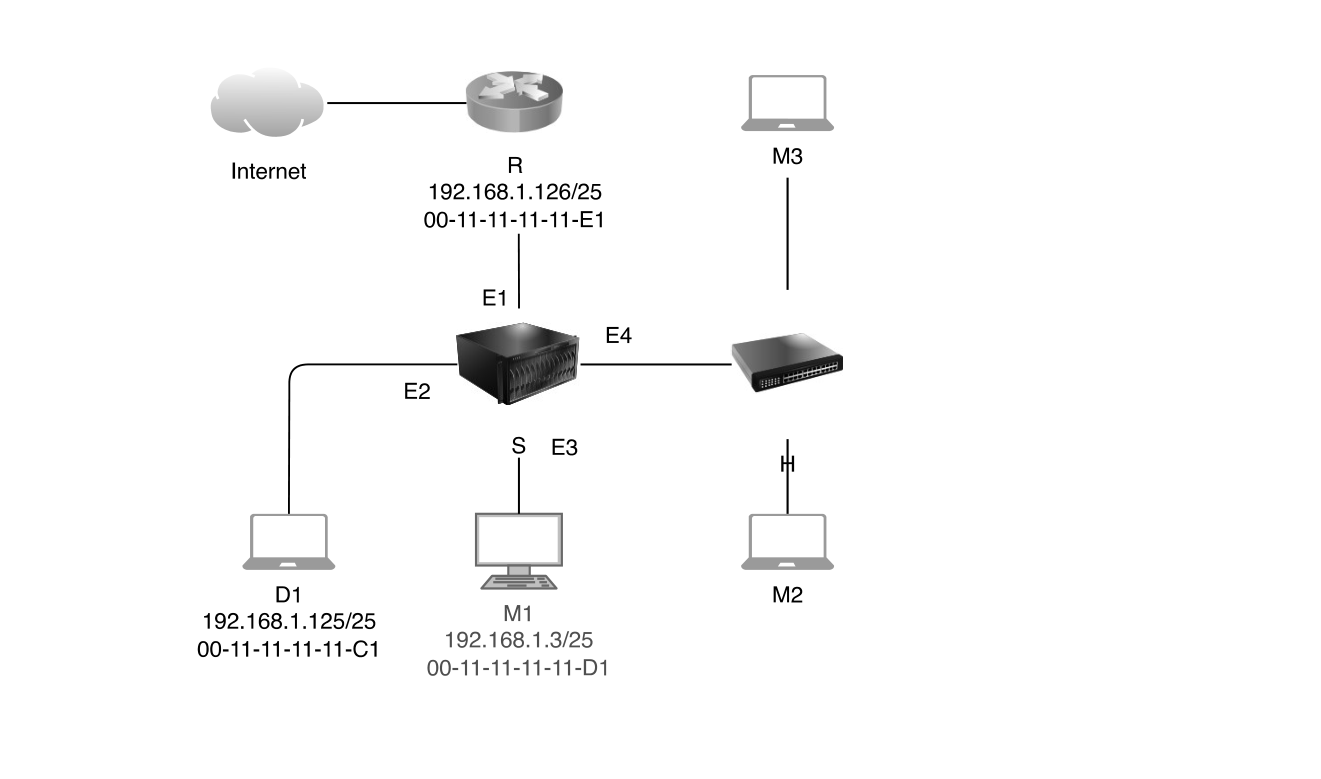 Internet
R
192.168.1.126/25
00-11-11-11-11-E1
M3
E1
E4
E2
S
E3
H
D1
192.168.1.125/25
00-11-11-11-11-C1
M1
192.168.1.3/25
00-11-11-11-11-D1
M2